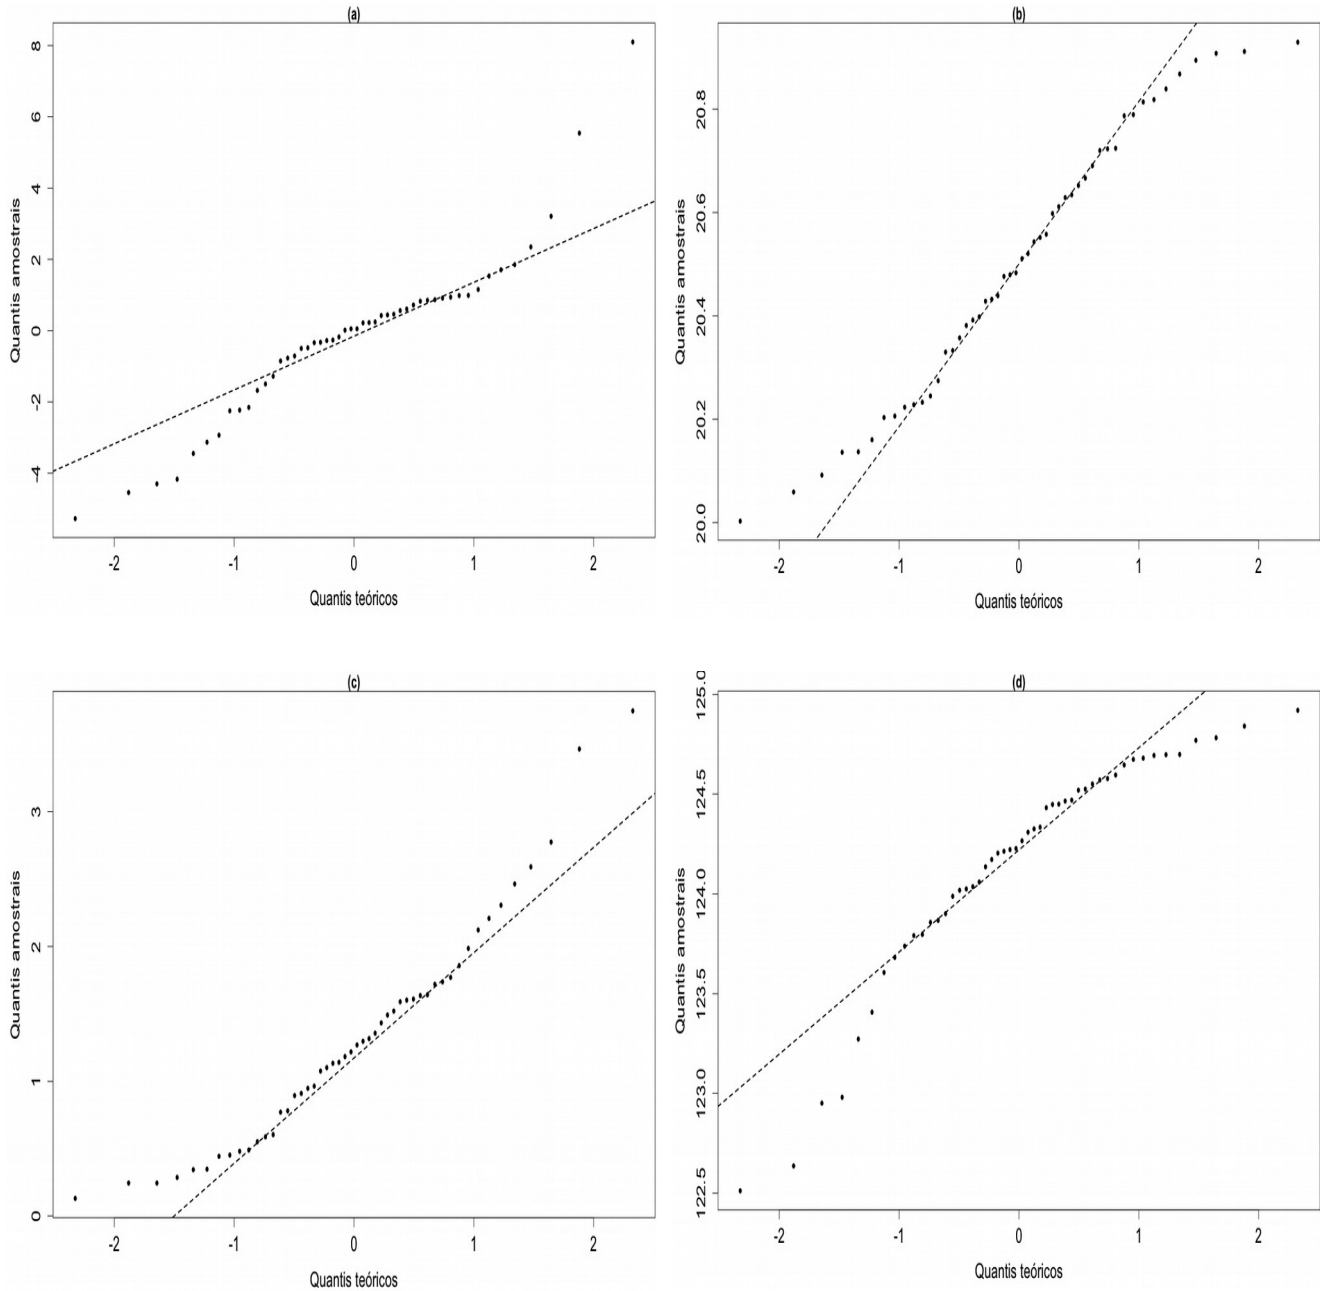 (a)
Quantis amostrais
8
6
4
2
0
-2
-4
-2 -1 0 1 2
Quantis teóricos
(b)
Quantis amostrais
20.8
20.6
20.4
20.2
20.0
-2 -1 0 1 2
Quantis teóricos
(c)
Quantis amostrais
3
2
1
0
-2 -1 0 1 2
Quantis teóricos
(d)
Quantis amostrais
125.0
124.5
124.0
123.5
123.0
122.5
-2 -1 0 1 2
Quantis teóricos